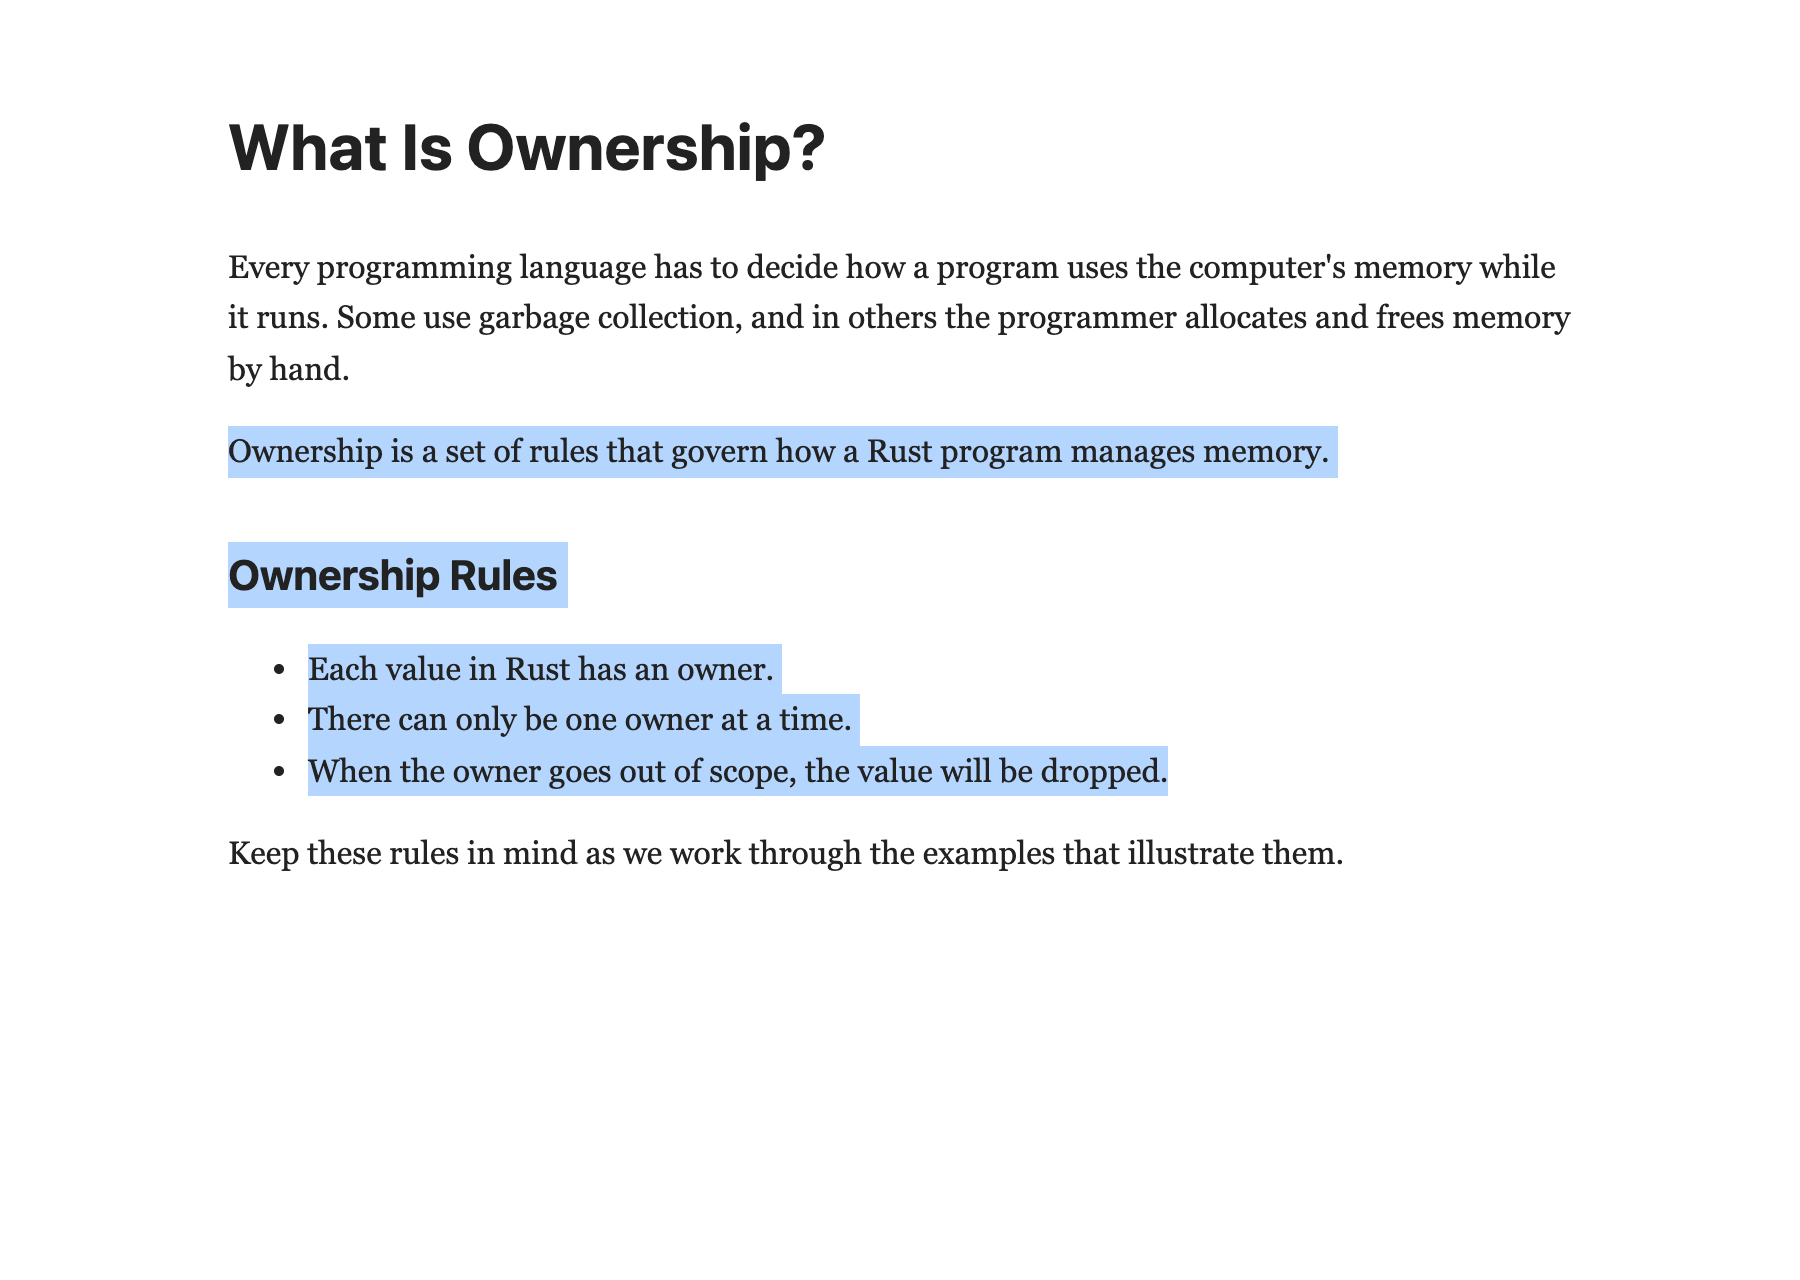 What Is Ownership?
Every programming language has to decide how a program uses the computer's memory while
it runs. Some use garbage collection, and in others the programmer allocates and frees memory
by hand.
Ownership is a set of rules that govern how a Rust program manages memory.
Ownership Rules
• Each value in Rust has an owner.
• There can only be one owner at a time.
• When the owner goes out of scope, the value will be dropped.
Keep these rules in mind as we work through the examples that illustrate them.